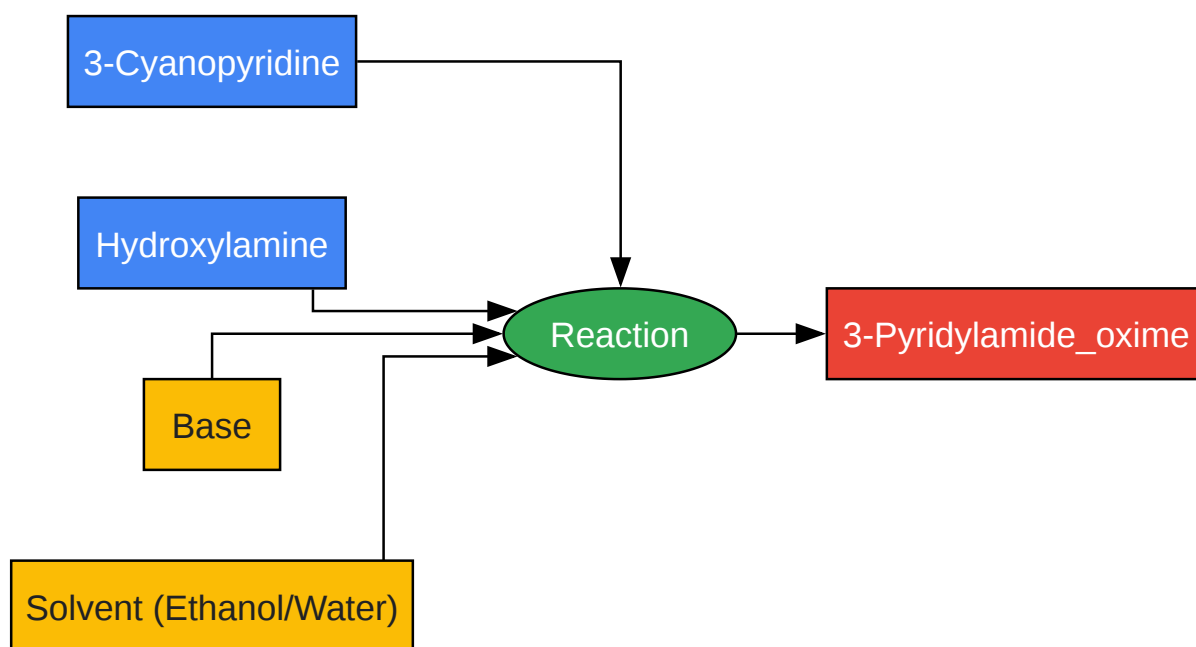 3-Cyanopyridine
Hydroxylamine
Reaction
3-Pyridylamide_oxime
Base
Solvent (Ethanol/Water)